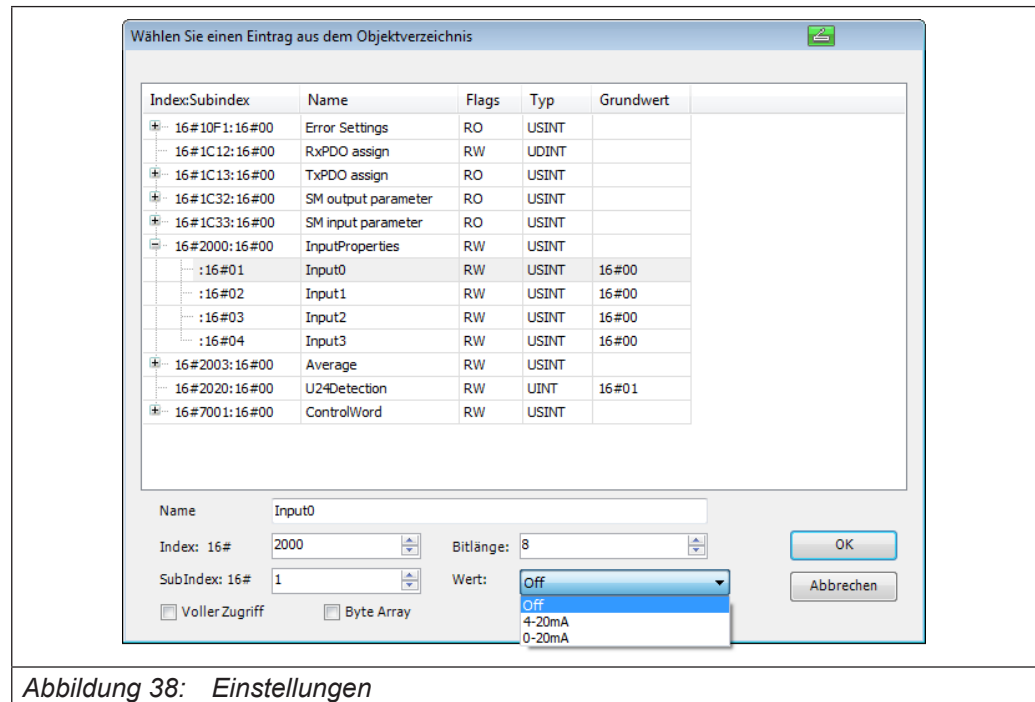 Wählen Sie einen Eintrag aus dem Objektverzeichnis
Index:Subindex Name Flags Typ Grundwert
16#10F1:16#00 Error Settings RO USINT
16#1C12:16#00 RxPDO assign RW UDINT
16#1C13:16#00 TxPDO assign RO USINT
16#1C32:16#00 SM output parameter RO USINT
16#1C33:16#00 SM input parameter RO USINT
16#2000:16#00 InputProperties RW USINT
:16#01 Input0 RW USINT 16#00
:16#02 Input1 RW USINT 16#00
:16#03 Input2 RW USINT 16#00
:16#04 Input3 RW USINT 16#00
16#2003:16#00 Average RW USINT
16#2020:16#00 U24Detection RW UINT 16#01
16#7001:16#00 ControlWord RW USINT
Name Input0
Index: 16# 2000 Bitlänge: 8 OK
SubIndex: 16# 1 Wert: Off Abbrechen
Voller Zugriff Byte Array Off
4-20mA
0-20mA
Abbildung 38: Einstellungen